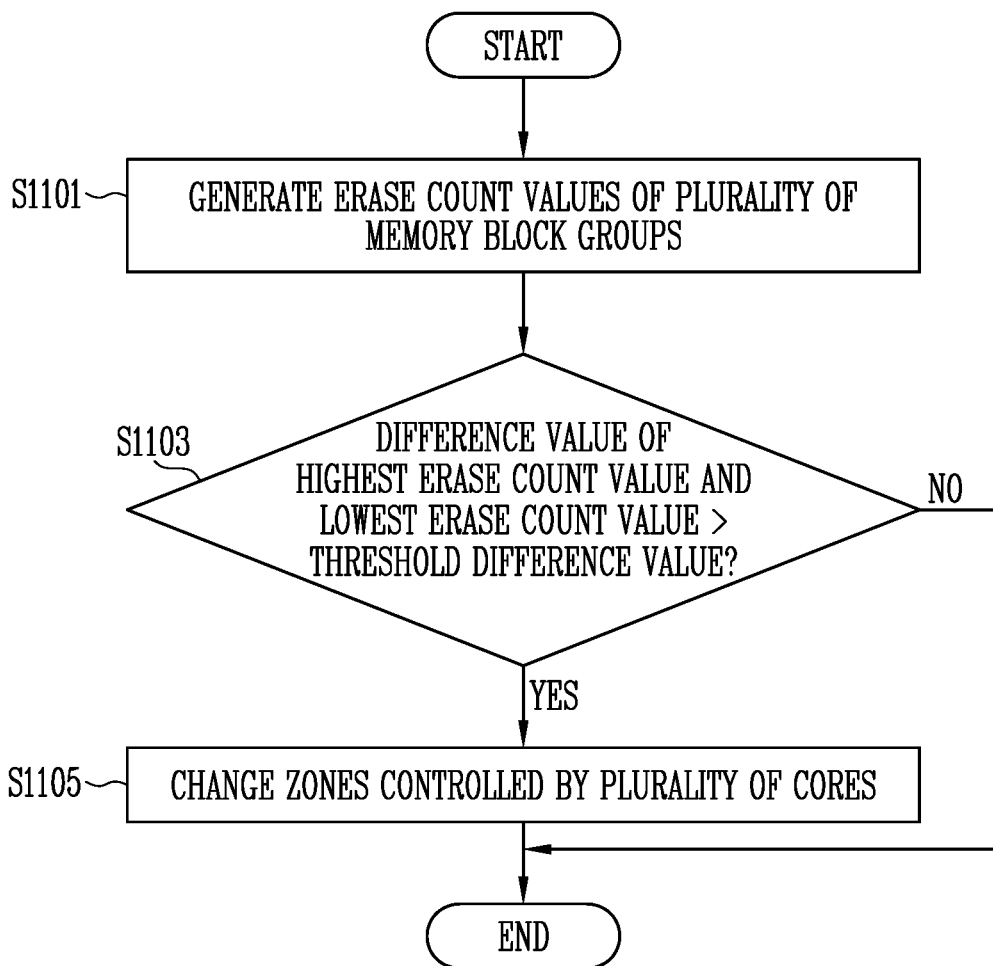 START
S1101
GENERATE ERASE COUNT VALUES OF PLURALITY OF
MEMORY BLOCK GROUPS
S1103
DIFFERENCE VALUE OF
HIGHEST ERASE COUNT VALUE AND
LOWEST ERASE COUNT VALUE >
THRESHOLD DIFFERENCE VALUE?
NO
YES
S1105
CHANGE ZONES CONTROLLED BY PLURALITY OF CORES
END